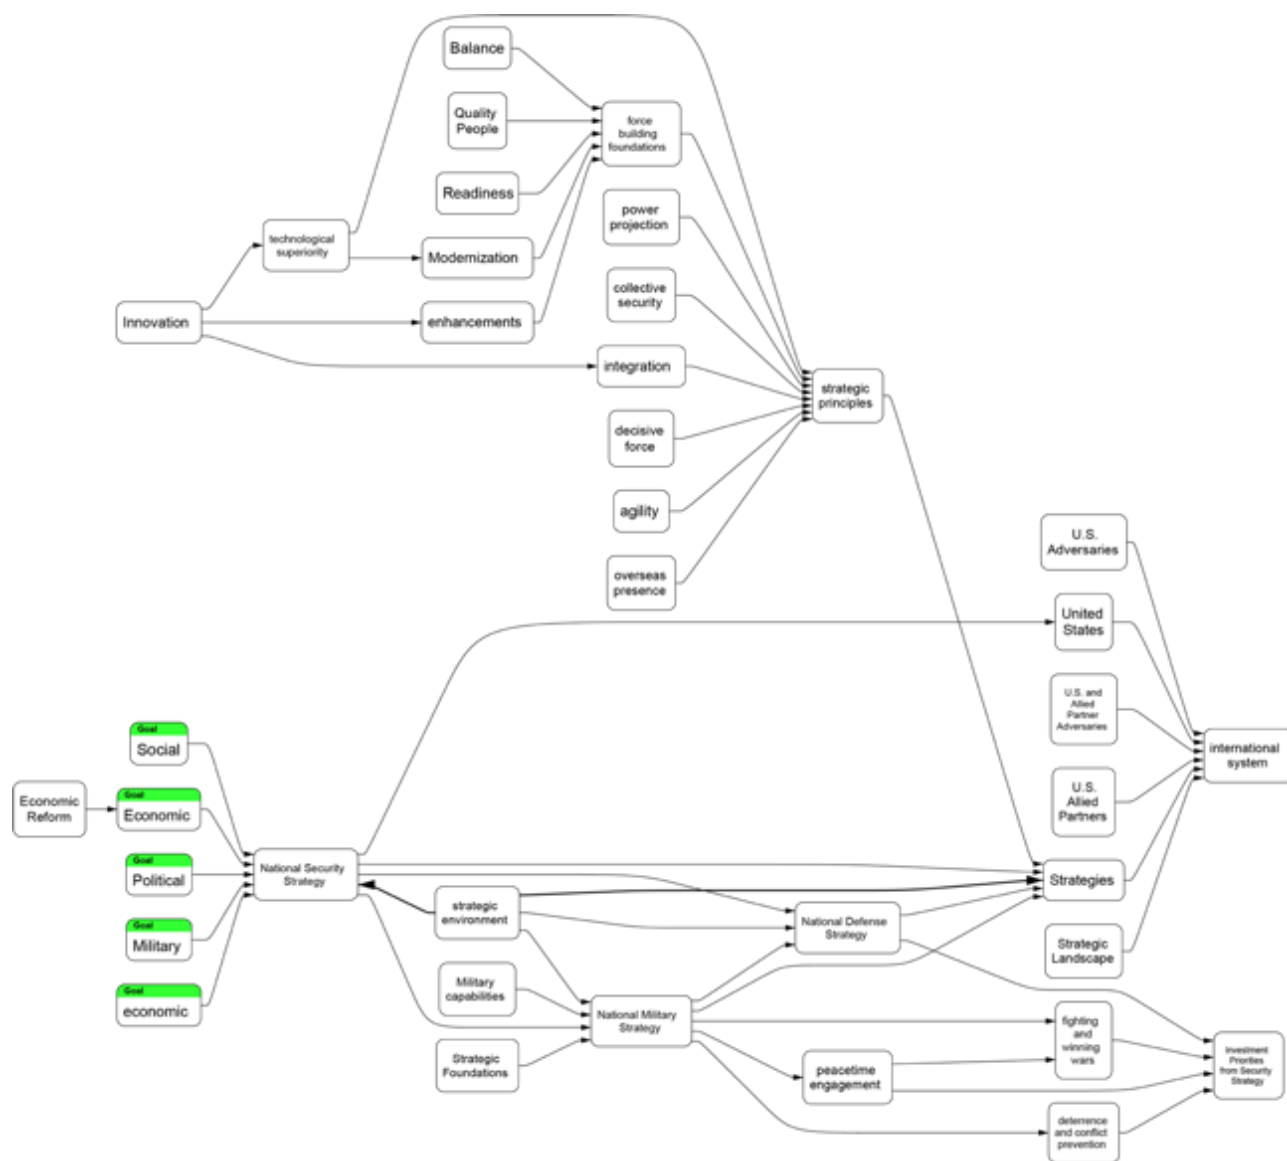 Balance
Quality
People
force
building
foundations
Readiness
power
projection
technological
superiority
Modernization
collective
security
Innovation
enhancements
integration
strategic
principles
decisive
force
agility
overseas
presence
U.S.
Adversaries
United
States
U.S. and
Allied
Partner
Adversaries
Goal
Social
international
system
Economic
Reform
Goal
Economic
U.S.
Allied
Partners
Goal
Political
National Security
Strategy
Strategies
strategic
environment
National Defense
Strategy
Goal
Military
Strategic
Landscape
Military
capabilities
Goal
economic
National Military
Strategy
fighting
and
winning
wars
Strategic
Foundations
peacetime
engagement
Investment
Priorities
from Security
Strategy
deterrence
and conflict
prevention